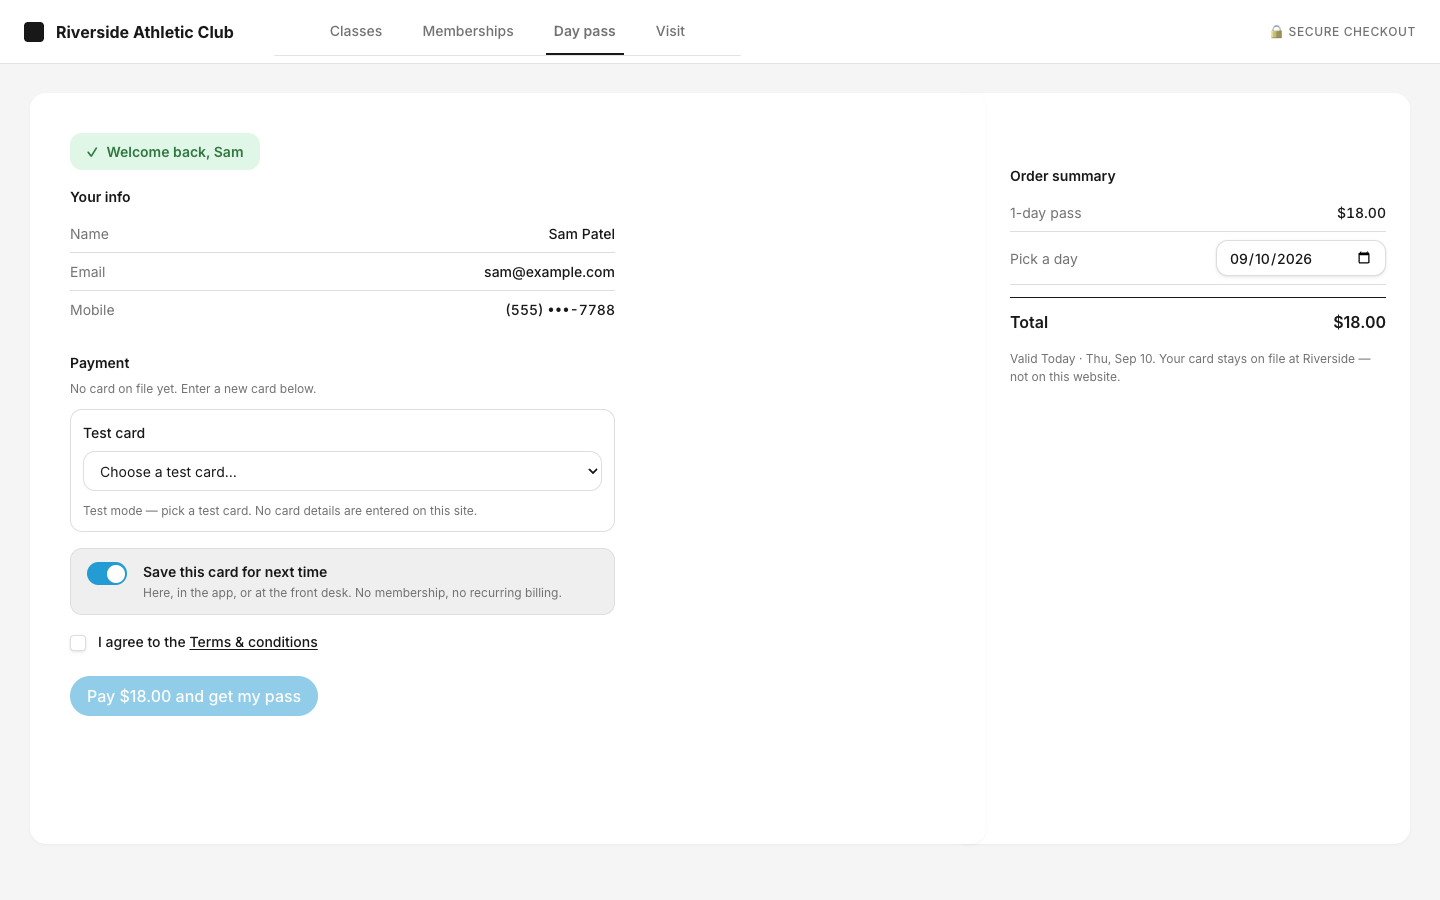 Riverside Athletic Club
Classes
Memberships
Day pass
Visit
🔒 SECURE CHECKOUT
✓ Welcome back, Sam
Your info
Name Sam Patel
Email sam@example.com
Mobile (555) •••-7788
Payment
No card on file yet. Enter a new card below.
Test card
Choose a test card...
Test mode — pick a test card. No card details are entered on this site.
Save this card for next time
Here, in the app, or at the front desk. No membership, no recurring billing.
I agree to the Terms & conditions
Pay $18.00 and get my pass
Order summary
1-day pass $18.00
Pick a day 09/10/2026
Total $18.00
Valid Today · Thu, Sep 10. Your card stays on file at Riverside —
not on this website.